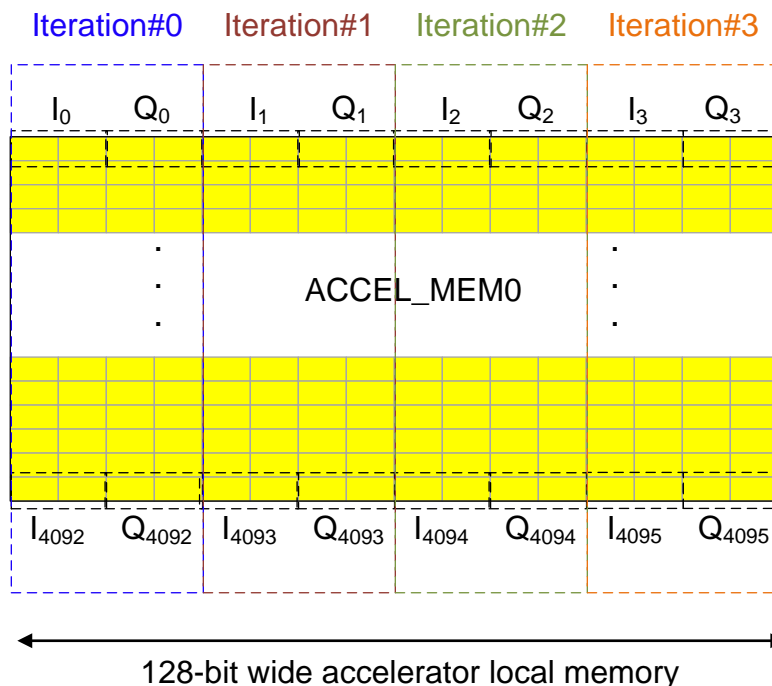 Iteration#0 Iteration#1 Iteration#2 Iteration#3
I0 Q0 I1 Q1 I2 Q2 I3 Q3
. .
. ACCEL_MEM0 .
. .
I4092 Q4092 I4093 Q4093 I4094 Q4094 I4095 Q4095
128-bit wide accelerator local memory